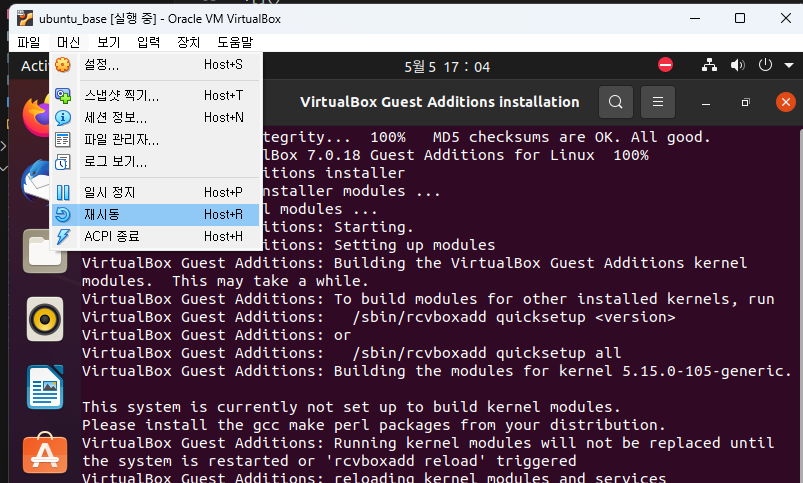 ubuntu_base [실행 중] - Oracle VM VirtualBox
파일 머신 보기 입력 장치 도움말
5월 5 17 : 04
설정... Host+S
스냅샷 찍기... Host+T
세션 정보... Host+N
파일 관리자...
로그 보기...
일시 정지 Host+P
재시동 Host+R
ACPI 종료 Host+H
VirtualBox Guest Additions installation
tegrity... 100% MD5 checksums are OK. All good.
alBox 7.0.18 Guest Additions for Linux 100%
itions installer
nstaller modules ...
l modules ...
itions: Starting.
itions: Setting up modules
VirtualBox Guest Additions: Building the VirtualBox Guest Additions kernel
modules. This may take a while.
VirtualBox Guest Additions: To build modules for other installed kernels, run
VirtualBox Guest Additions: /sbin/rcvboxadd quicksetup <version>
VirtualBox Guest Additions: or
VirtualBox Guest Additions: /sbin/rcvboxadd quicksetup all
VirtualBox Guest Additions: Building the modules for kernel 5.15.0-105-generic.
This system is currently not set up to build kernel modules.
Please install the gcc make perl packages from your distribution.
VirtualBox Guest Additions: Running kernel modules will not be replaced until
the system is restarted or 'rcvboxadd reload' triggered
VirtualBox Guest Additions: reloading kernel modules and services